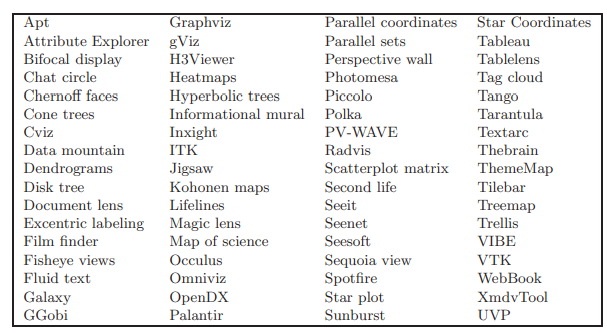 Apt Graphviz Parallel coordinates Star Coordinates
Attribute Explorer gViz Parallel sets Tableau
Bifocal display H3Viewer Perspective wall Tablelens
Chat circle Heatmaps Photomesa Tag cloud
Chernoff faces Hyperbolic trees Piccolo Tango
Cone trees Informational mural Polka Tarantula
Cviz Inxight PV-WAVE Textarc
Data mountain ITK Radvis Thebrain
Dendrograms Jigsaw Scatterplot matrix ThemeMap
Disk tree Kohonen maps Second life Tilebar
Document lens Lifelines Seeit Treemap
Excentric labeling Magic lens Seenet Trellis
Film finder Map of science Seesoft VIBE
Fisheye views Occulus Sequoia view VTK
Fluid text Omniviz Spotfire WebBook
Galaxy OpenDX Star plot XmdvTool
GGobi Palantir Sunburst UVP